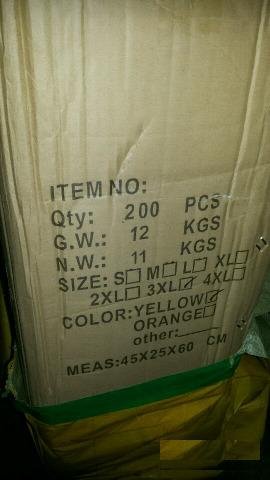 ITEM NO:
Qty: 200 PCS
G.W.: 12 KGS
N.W.: 11 KGS
SIZE: S☐ M☐ L☐ XL☐
2XL☐ 3XL☑ 4XL☐
COLOR: YELLOW☑
ORANGE☐
other:______
MEAS: 45X25X60 CM